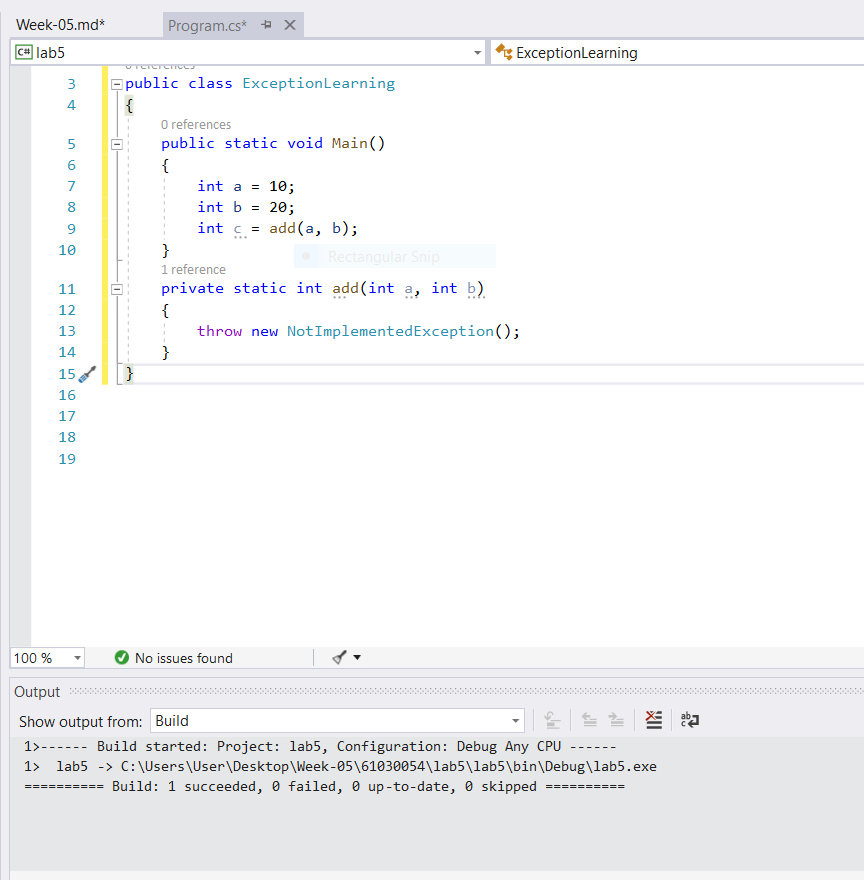 Week-05.md* Program.cs*
C# lab5 ExceptionLearning
0 references
3 public class ExceptionLearning
4 {
0 references
5 public static void Main()
6 {
7 int a = 10;
8 int b = 20;
9 int c = add(a, b);
10 }
Rectangular Snip
1 reference
11 private static int add(int a, int b)
12 {
13 throw new NotImplementedException();
14 }
15 }
16
17
18
19
100 % No issues found
Output
Show output from: Build
1>------ Build started: Project: lab5, Configuration: Debug Any CPU ------
1>  lab5 -> C:\Users\User\Desktop\Week-05\61030054\lab5\lab5\bin\Debug\lab5.exe
========== Build: 1 succeeded, 0 failed, 0 up-to-date, 0 skipped ==========